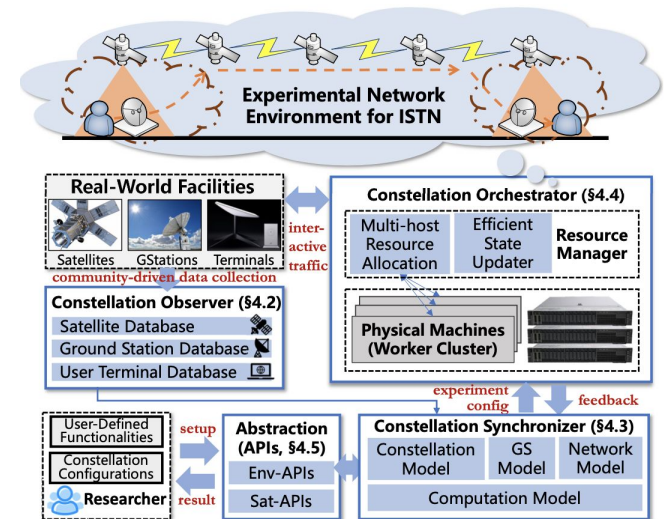 Experimental Network
Environment for ISTN
Real-World Facilities
Satellites
GStations
Terminals
inter-
active
traffic
community-driven data collection
Constellation Orchestrator (§4.4)
Multi-host
Resource
Allocation
Efficient
State
Updater
Resource
Manager
Physical Machines
(Worker Cluster)
Constellation Observer (§4.2)
Satellite Database
Ground Station Database
User Terminal Database
experiment
config
feedback
User-Defined
Functionalities
Constellation
Configurations
Researcher
setup
result
Abstraction
(APIs, §4.5)
Env-APIs
Sat-APIs
Constellation Synchronizer (§4.3)
Constellation
Model
GS
Model
Network
Model
Computation Model